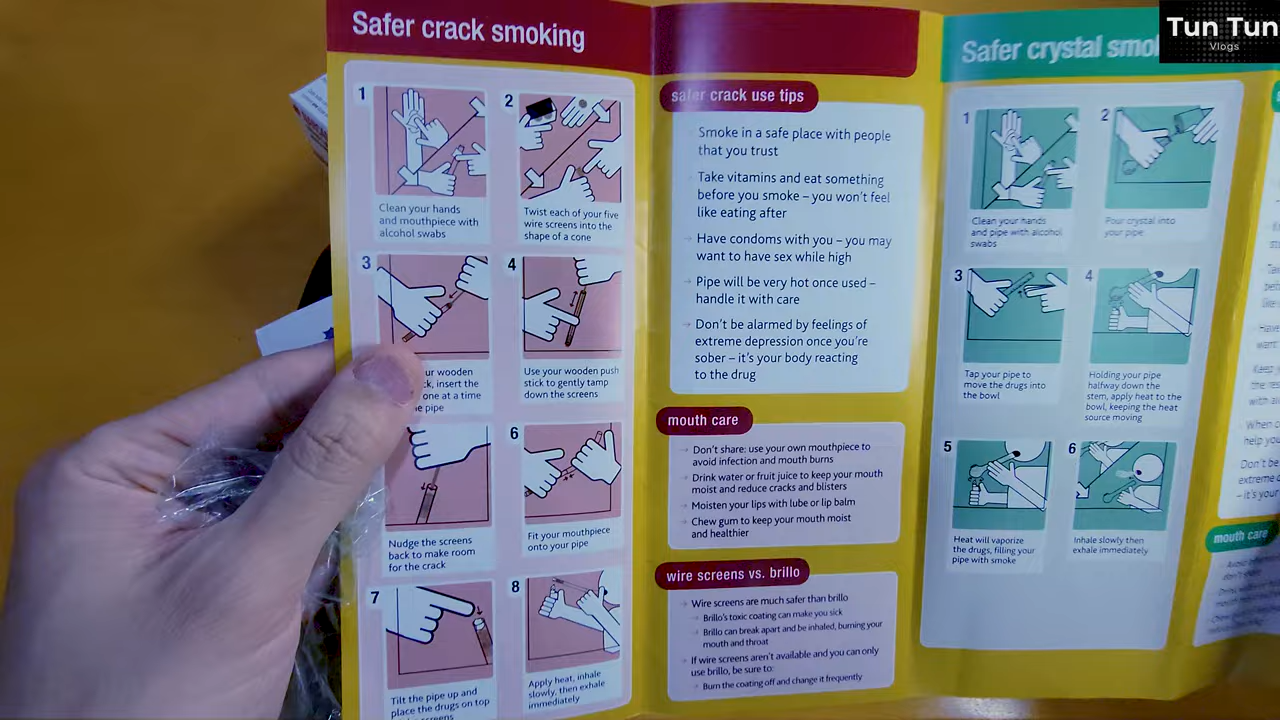 Tun Tun
Vlogs
Safer crack smoking
1
Clean your hands
and mouthpiece with
alcohol swabs
2
Twist each of your five
wire screens into the
shape of a cone
3
ur wooden
k, insert the
one at a time
pipe
4
Use your wooden push
stick to gently tamp
down the screens
Nudge the screens
back to make room
for the crack
6
Fit your mouthpiece
onto your pipe
7
Tilt the pipe up and
place the drugs on top
screens
8
Apply heat, inhale
slowly, then exhale
immediately
safer crack use tips
Smoke in a safe place with people
that you trust
Take vitamins and eat something
before you smoke – you won't feel
like eating after
Have condoms with you – you may
want to have sex while high
Pipe will be very hot once used –
handle it with care
Don't be alarmed by feelings of
extreme depression once you're
sober – it's your body reacting
to the drug
mouth care
Don't share: use your own mouthpiece to
avoid infection and mouth burns
Drink water or fruit juice to keep your mouth
moist and reduce cracks and blisters
Moisten your lips with lube or lip balm
Chew gum to keep your mouth moist
and healthier
wire screens vs. brillo
Wire screens are much safer than brillo
Brillo's toxic coating can make you sick
Brillo can break apart and be inhaled, burning your
mouth and throat
If wire screens aren't available and you can only
use brillo, be sure to:
Burn the coating off and change it frequently
Safer crystal smo
1
Clean your hands
and pipe with alcohol
swabs
2
Pour crystal into
your pipe
3
Tap your pipe to
move the drugs into
the bowl
4
Holding your pipe
halfway down the
stem, apply heat to the
bowl, keeping the heat
source moving
5
Heat will vaporize
the drugs, filling your
pipe with smoke
6
Inhale slowly then
exhale immediately
want
with al
When
help yo
Don't be
extreme d
– it's your
mouth care